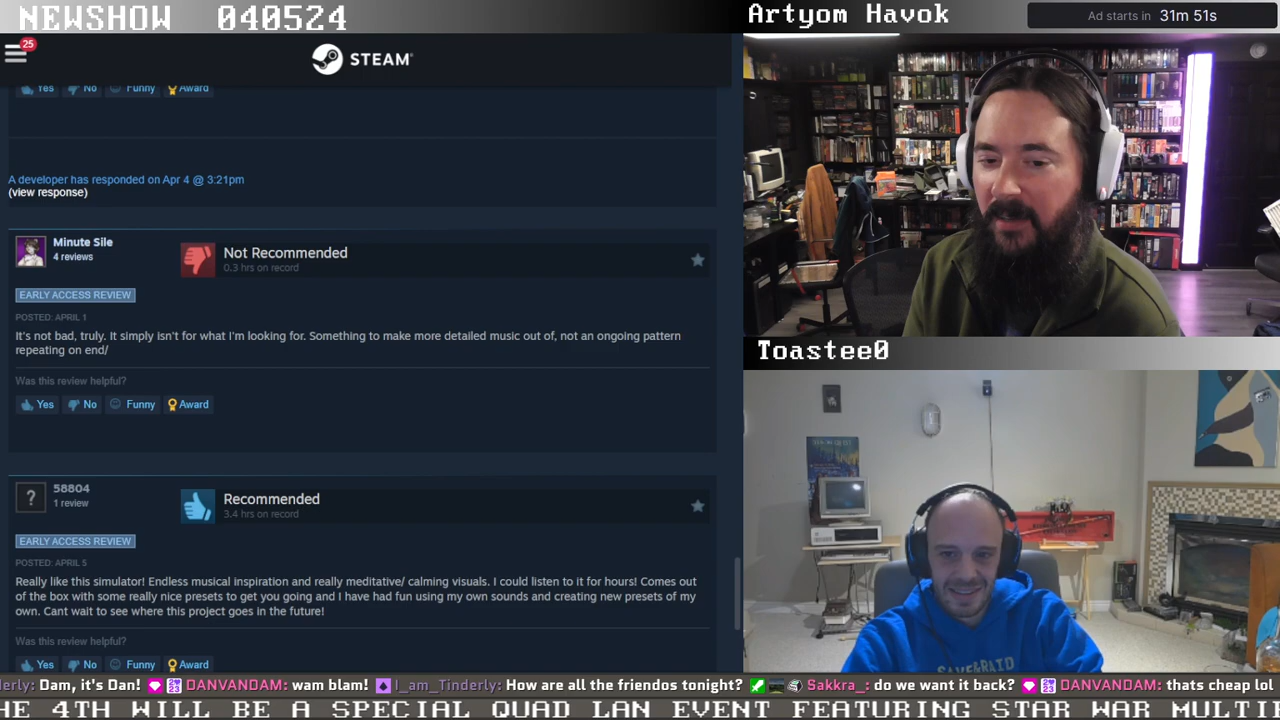 NEWSHOW 040524
Artyom Havok
Ad starts in 31m 51s
25
STEAM
Yes No Funny Award
A developer has responded on Apr 4 @ 3:21pm
(view response)
Minute Sile
4 reviews
Not Recommended
0.3 hrs on record
EARLY ACCESS REVIEW
POSTED: APRIL 1
It's not bad, truly. It simply isn't for what I'm looking for. Something to make more detailed music out of, not an ongoing pattern
repeating on end/
Was this review helpful?
Yes No Funny Award
Toastee0
58804
1 review
Recommended
3.4 hrs on record
EARLY ACCESS REVIEW
POSTED: APRIL 5
Really like this simulator! Endless musical inspiration and really meditative/ calming visuals. I could listen to it for hours! Comes out
of the box with some really nice presets to get you going and I have had fun using my own sounds and creating new presets of my
own. Cant wait to see where this project goes in the future!
Was this review helpful?
Yes No Funny Award
derly: Dan, it's Dan! DANVANDAM: wam blam! I_am_Tinderly: How are all the friendos tonight? Sakkra_: do we want it back? DANVANDAM: thats cheap lol
HE 4TH WILL BE A SPECIAL QUAD LAN EVENT FEATURING STAR WAR MULTI